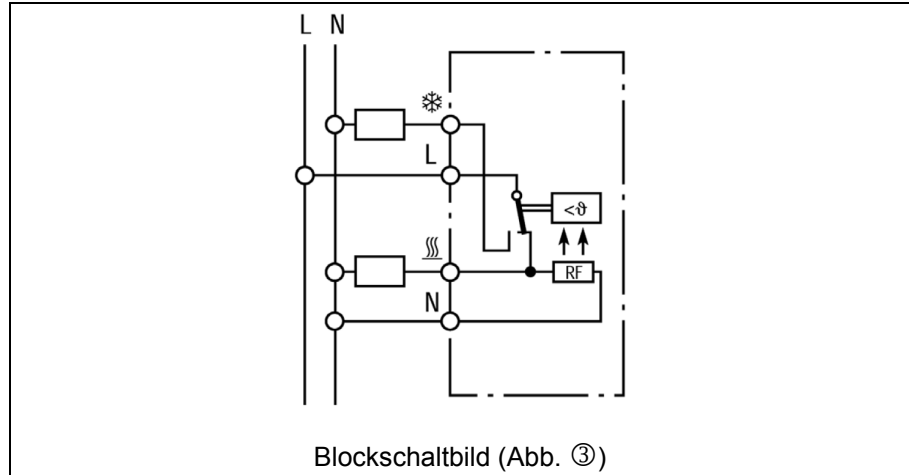 L N
L
<ϑ
RF
N
Blockschaltbild (Abb. ③)